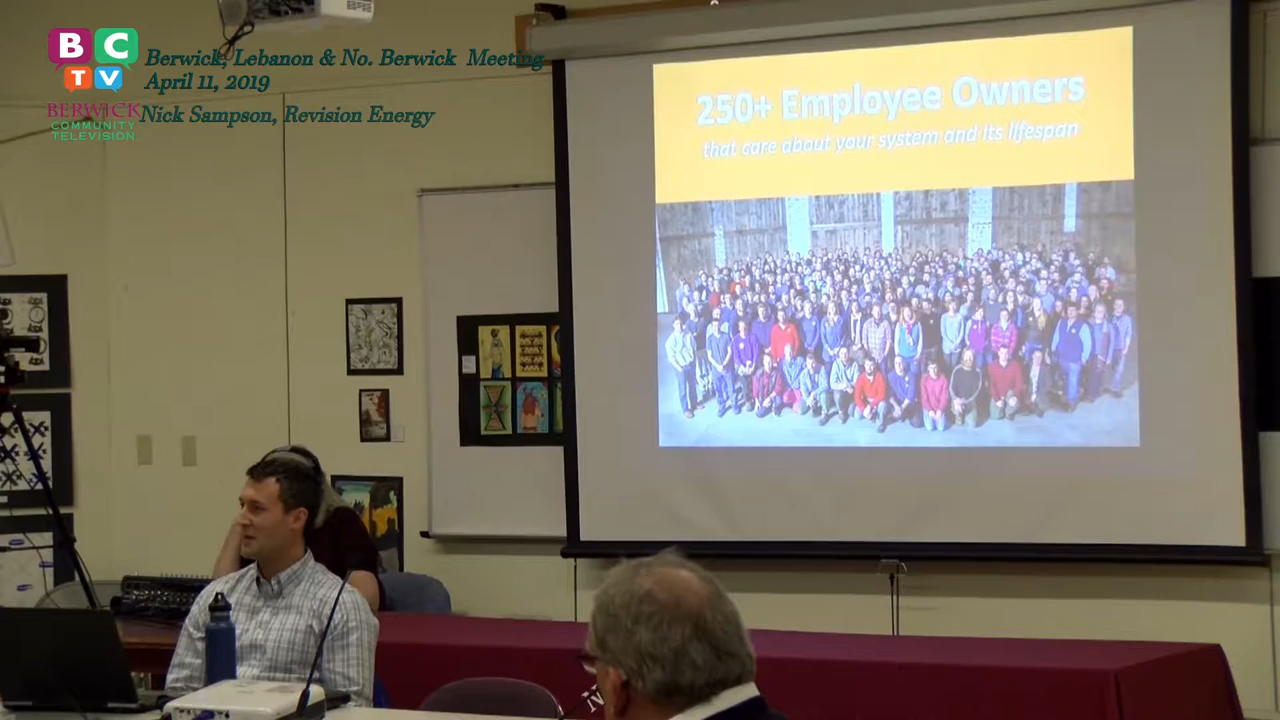 BC
TV
BERWICK
COMMUNITY
TELEVISION
Berwick, Lebanon & No. Berwick Meeting
April 11, 2019
Nick Sampson, Revision Energy
250+ Employee Owners
that care about your system and its lifespan